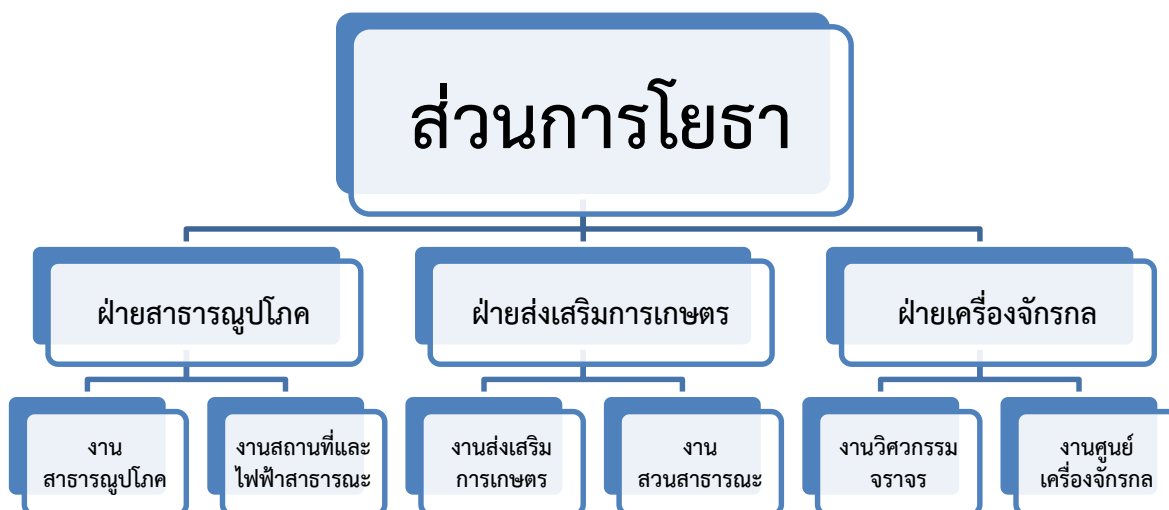 ส่วนการโยธา
ฝ่ายสาธารณูปโภค
ฝ่ายส่งเสริมการเกษตร
ฝ่ายเครื่องจักรกล
งาน
สาธารณูปโภค
งานสถานที่และ
ไฟฟ้าสาธารณะ
งานส่งเสริม
การเกษตร
งาน
สวนสาธารณะ
งานวิศวกรรม
จราจร
งานศูนย์
เครื่องจักรกล